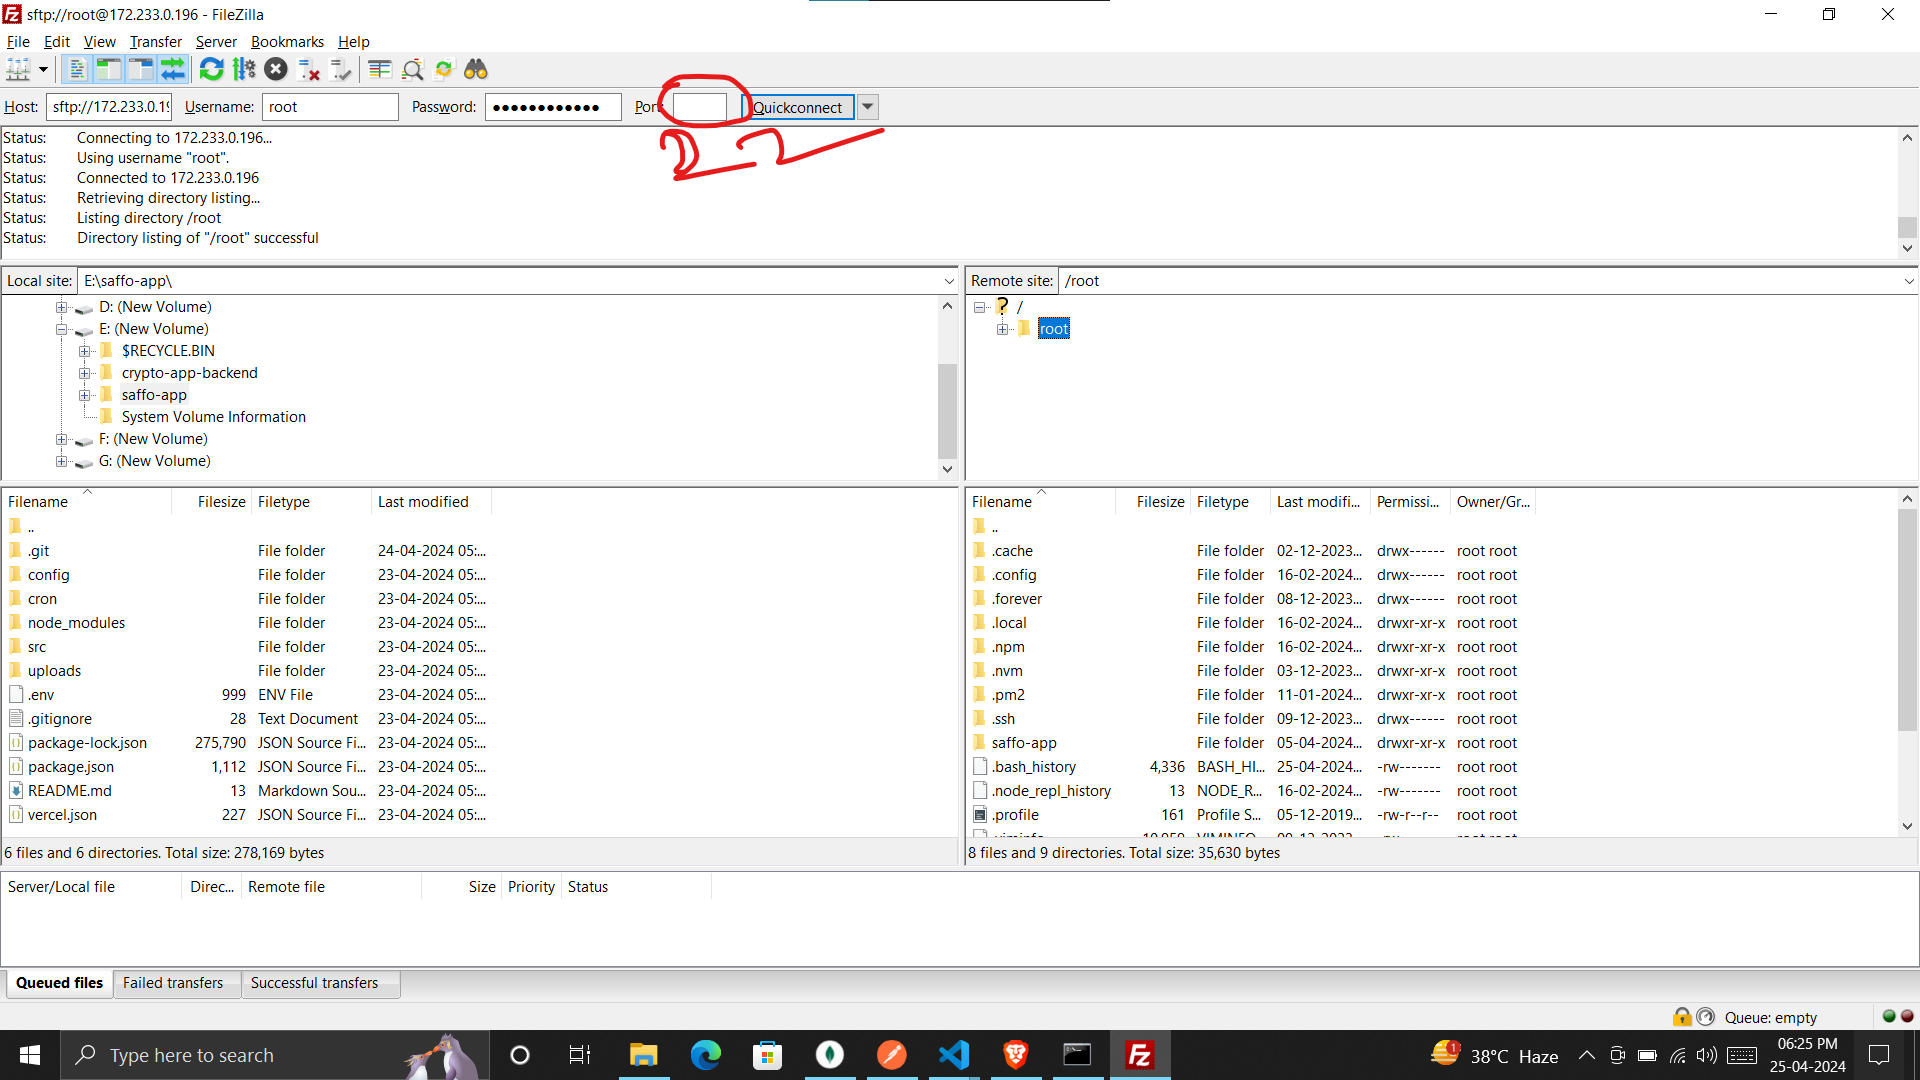 sftp://root@172.233.0.196 - FileZilla
File Edit View Transfer Server Bookmarks Help
Host: sftp://172.233.0.19 Username: root Password: ●●●●●●●●●●●● Port: Quickconnect
22
Status: Connecting to 172.233.0.196...
Status: Using username "root".
Status: Connected to 172.233.0.196
Status: Retrieving directory listing...
Status: Listing directory /root
Status: Directory listing of "/root" successful
Local site: E:\saffo-app\
D: (New Volume)
E: (New Volume)
$RECYCLE.BIN
crypto-app-backend
saffo-app
System Volume Information
F: (New Volume)
G: (New Volume)
Remote site: /root
/
root
Filename Filesize Filetype Last modified
..
.git File folder 24-04-2024 05:...
config File folder 23-04-2024 05:...
cron File folder 23-04-2024 05:...
node_modules File folder 23-04-2024 05:...
src File folder 23-04-2024 05:...
uploads File folder 23-04-2024 05:...
.env 999 ENV File 23-04-2024 05:...
.gitignore 28 Text Document 23-04-2024 05:...
package-lock.json 275,790 JSON Source Fi... 23-04-2024 05:...
package.json 1,112 JSON Source Fi... 23-04-2024 05:...
README.md 13 Markdown Sou... 23-04-2024 05:...
vercel.json 227 JSON Source Fi... 23-04-2024 05:...
6 files and 6 directories. Total size: 278,169 bytes
Filename Filesize Filetype Last modifi... Permissi... Owner/Gr...
..
.cache File folder 02-12-2023... drwx------ root root
.config File folder 16-02-2024... drwx------ root root
.forever File folder 08-12-2023... drwx------ root root
.local File folder 16-02-2024... drwxr-xr-x root root
.npm File folder 16-02-2024... drwxr-xr-x root root
.nvm File folder 03-12-2023... drwxr-xr-x root root
.pm2 File folder 11-01-2024... drwxr-xr-x root root
.ssh File folder 09-12-2023... drwx------ root root
saffo-app File folder 05-04-2024... drwxr-xr-x root root
.bash_history 4,336 BASH_HI... 25-04-2024... -rw------- root root
.node_repl_history 13 NODE_R... 16-02-2024... -rw------- root root
.profile 161 Profile S... 05-12-2019... -rw-r--r-- root root
8 files and 9 directories. Total size: 35,630 bytes
Server/Local file Direc... Remote file Size Priority Status
Queued files Failed transfers Successful transfers
Queue: empty
Type here to search
1 38°C Haze
06:25 PM
25-04-2024